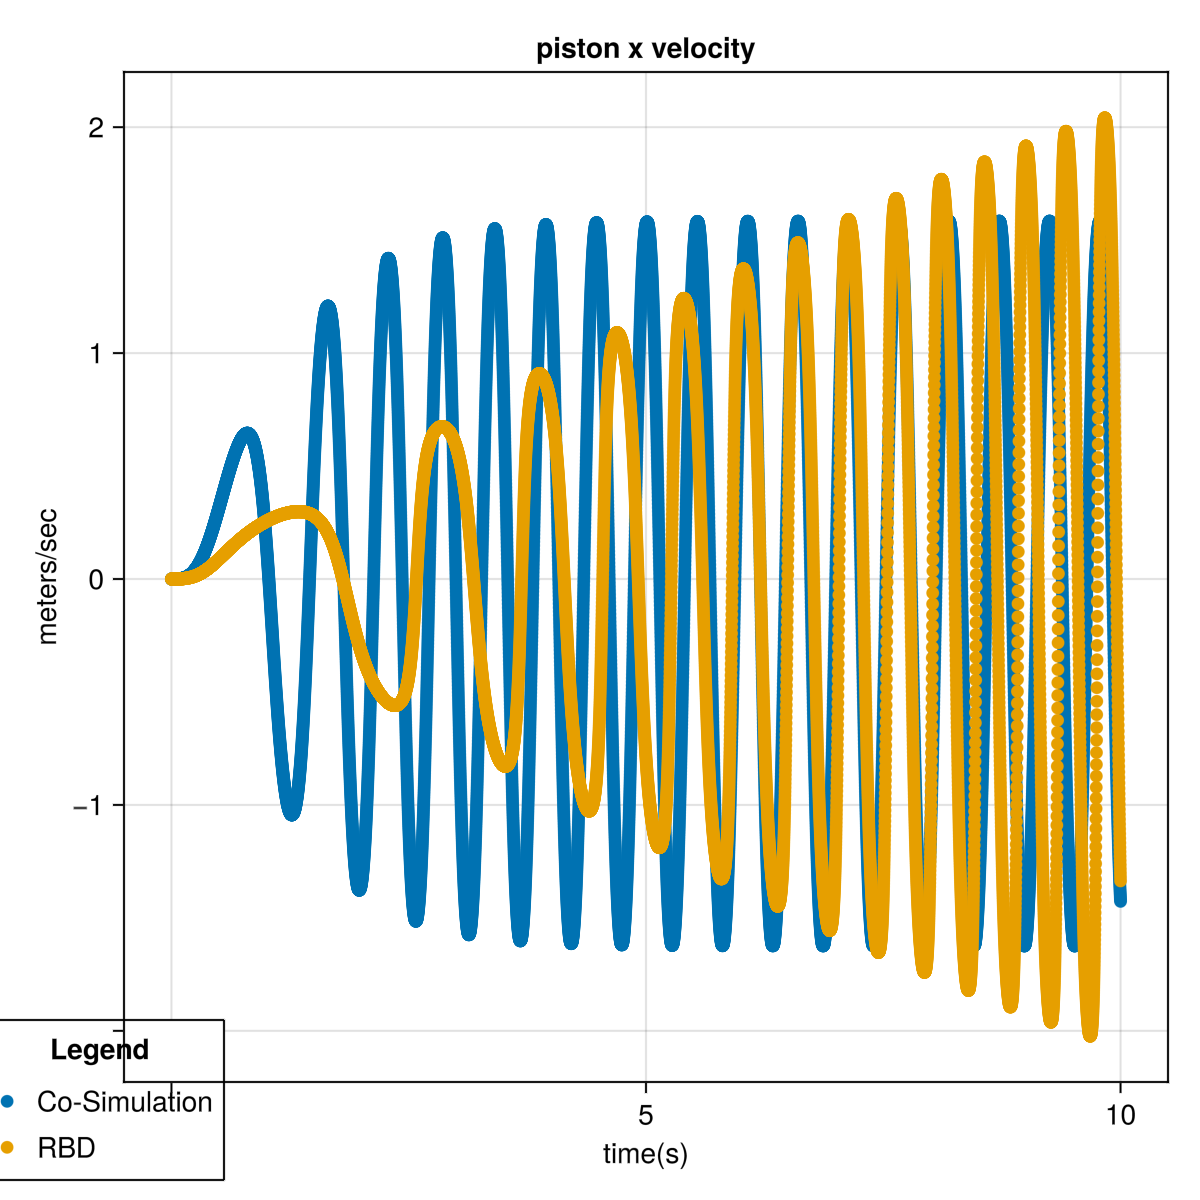 piston x velocity
2
1
0
−1
meters/sec
5
10
time(s)
Legend
Co-Simulation
RBD